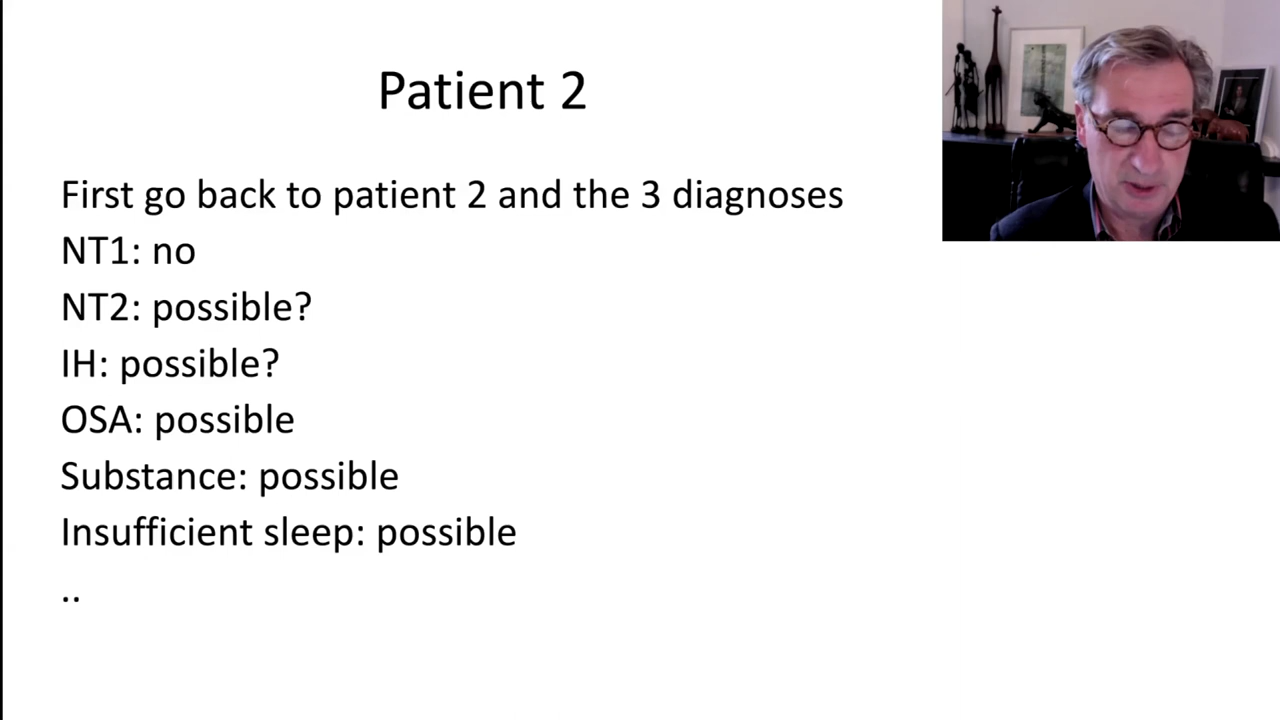 Patient 2
First go back to patient 2 and the 3 diagnoses
NT1: no
NT2: possible?
IH: possible?
OSA: possible
Substance: possible
Insufficient sleep: possible
..